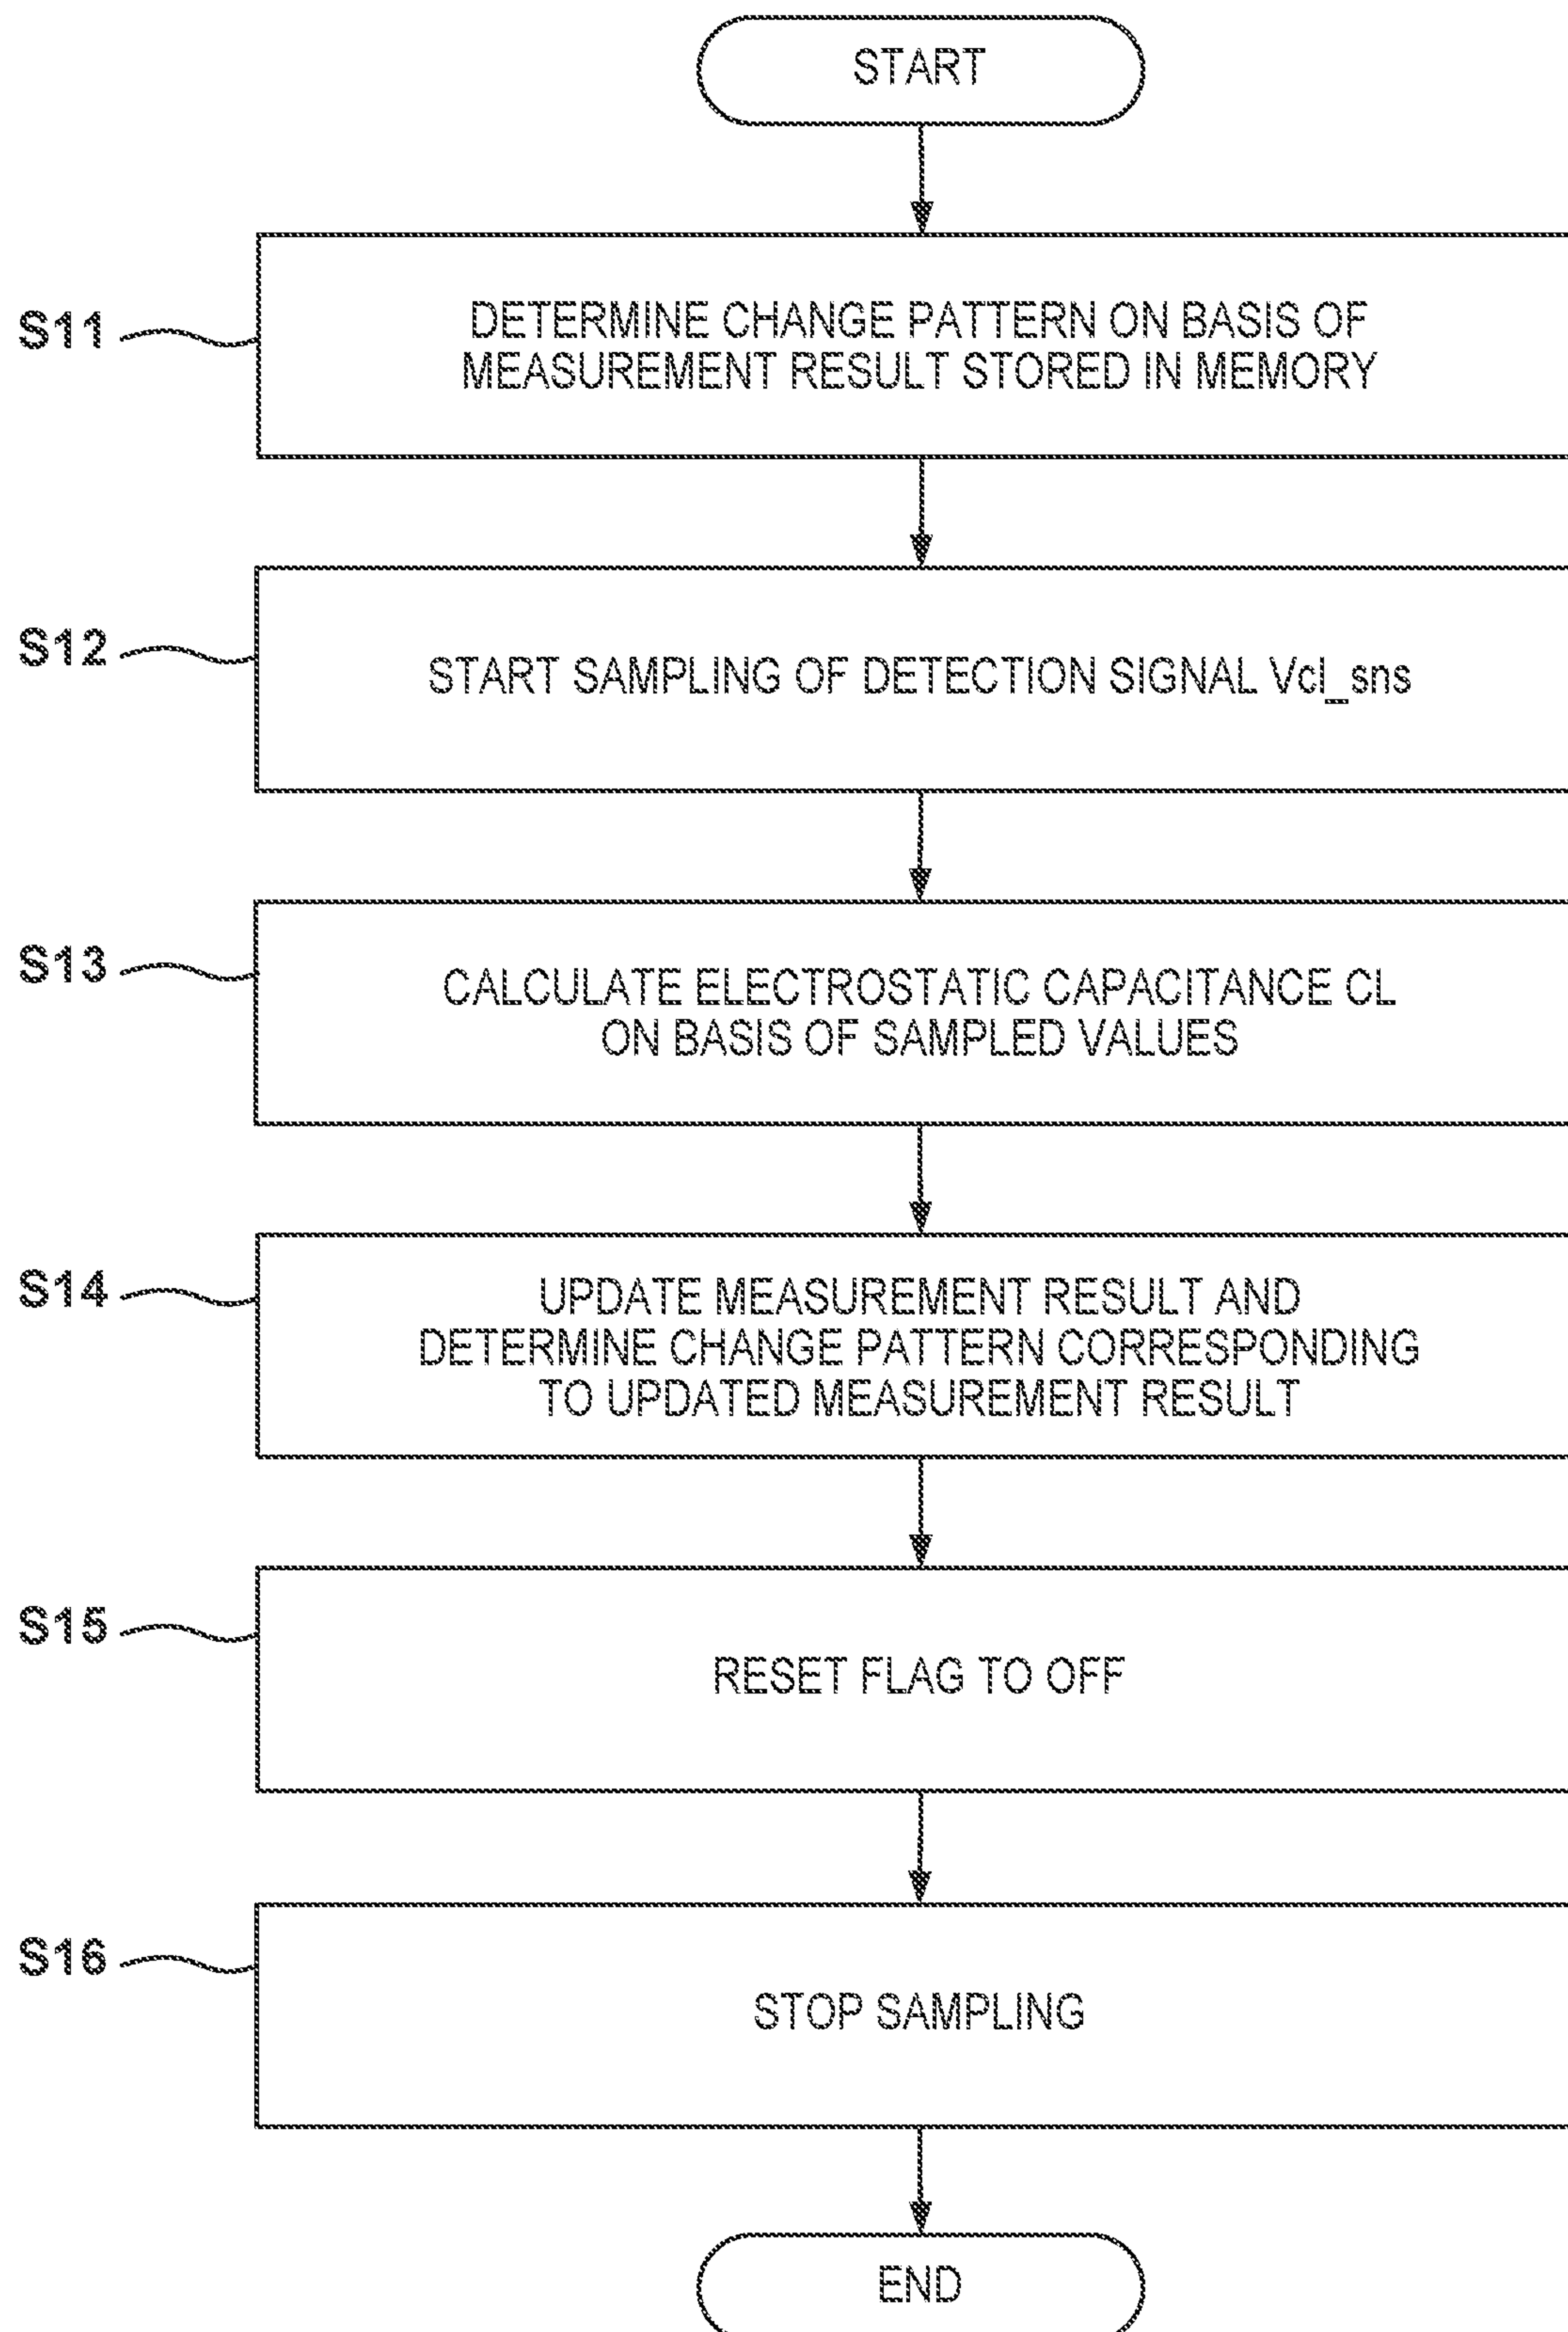 START
S11
DETERMINE CHANGE PATTERN ON BASIS OF
MEASUREMENT RESULT STORED IN MEMORY
S12
START SAMPLING OF DETECTION SIGNAL Vcl_sns
S13
CALCULATE ELECTROSTATIC CAPACITANCE CL
ON BASIS OF SAMPLED VALUES
S14
UPDATE MEASUREMENT RESULT AND
DETERMINE CHANGE PATTERN CORRESPONDING
TO UPDATED MEASUREMENT RESULT
S15
RESET FLAG TO OFF
S16
STOP SAMPLING
END